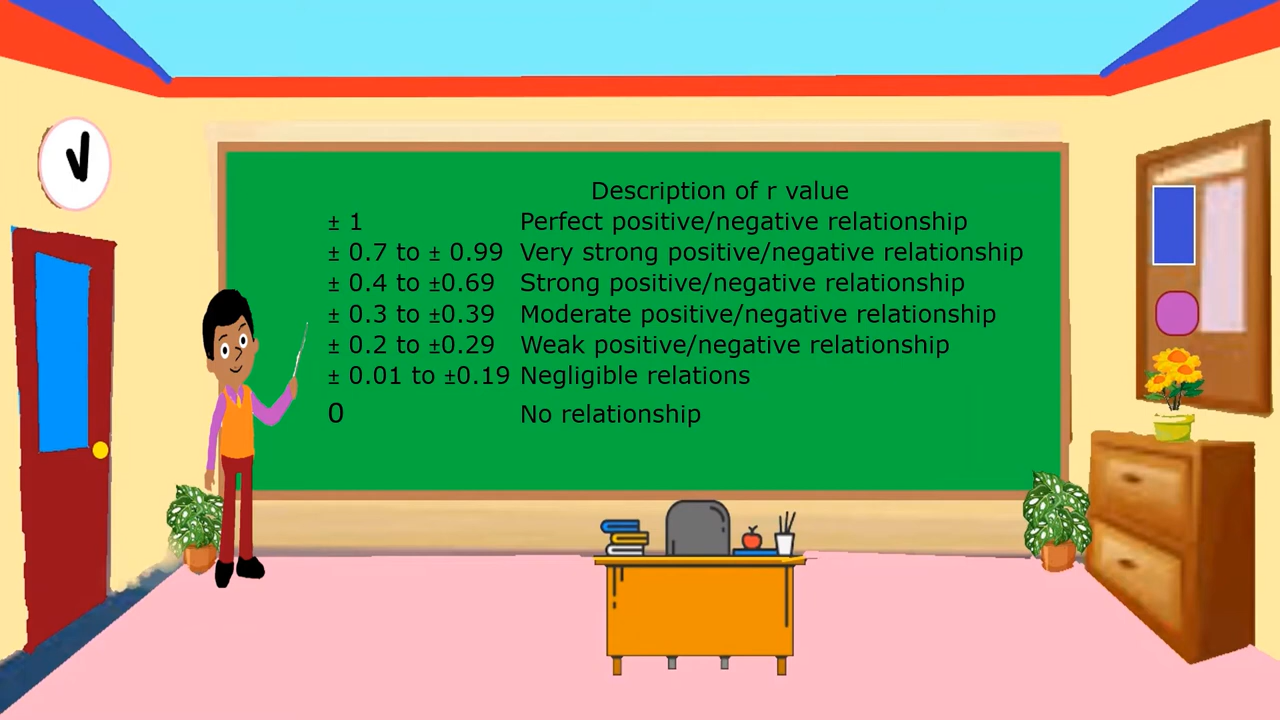 Description of r value
± 1 Perfect positive/negative relationship
± 0.7 to ± 0.99 Very strong positive/negative relationship
± 0.4 to ±0.69 Strong positive/negative relationship
± 0.3 to ±0.39 Moderate positive/negative relationship
± 0.2 to ±0.29 Weak positive/negative relationship
± 0.01 to ±0.19 Negligible relations
0 No relationship